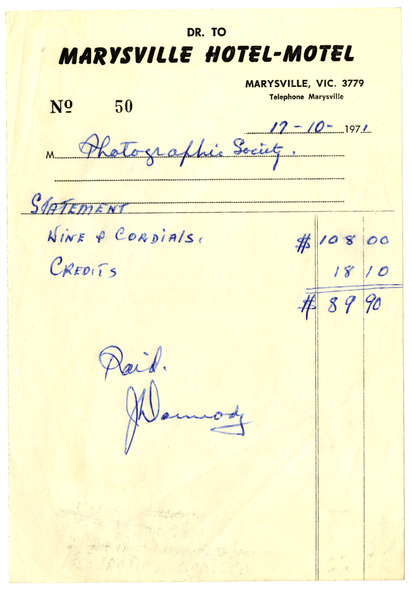 DR. TO
MARYSVILLE HOTEL-MOTEL
MARYSVILLE, VIC. 3779
Telephone Marysville
Nº 50
17-10-1971
M Photographic Society.
STATEMENT
WINE & CORDIALS. $ 108 00
CREDITS 18 10
$ 89 90
Paid.